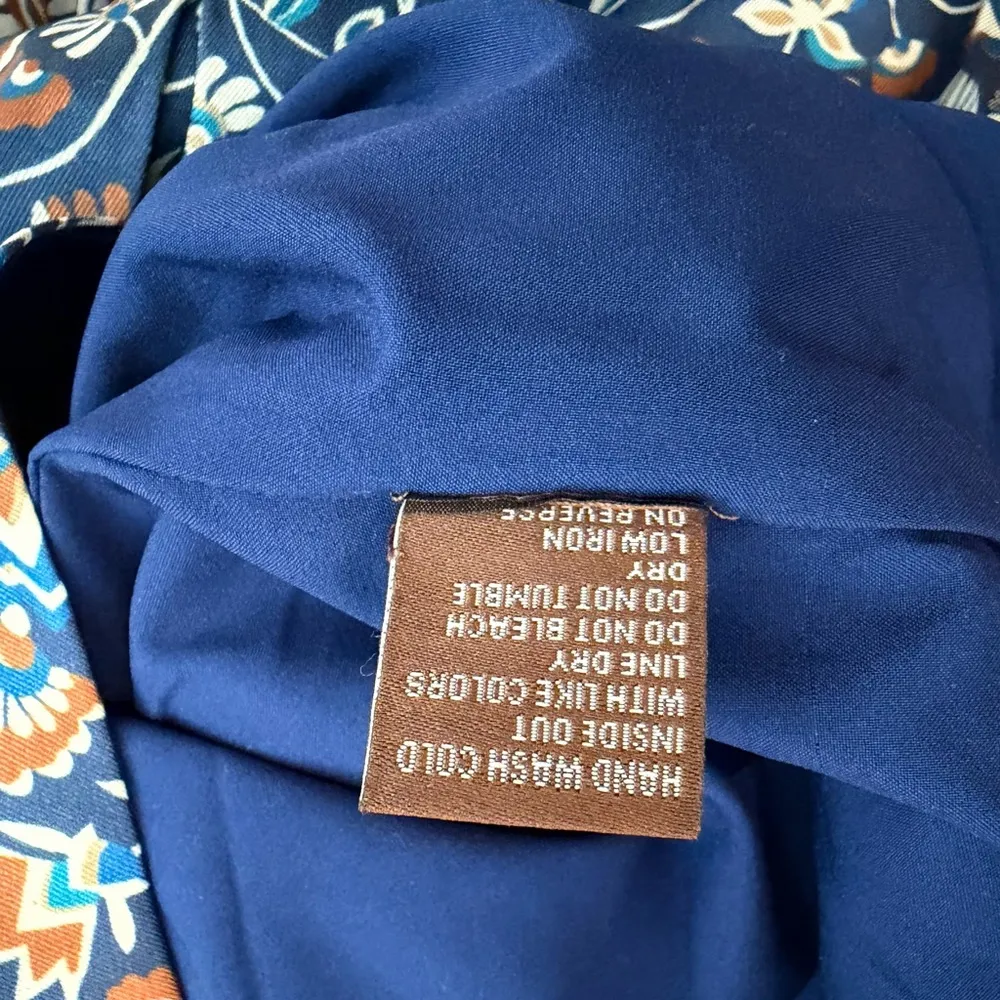 HAND WASH COLD
INSIDE OUT
WITH LIKE COLORS
LINE DRY
DO NOT BLEACH
DO NOT TUMBLE
DRY
LOW IRON
ON REVERSE